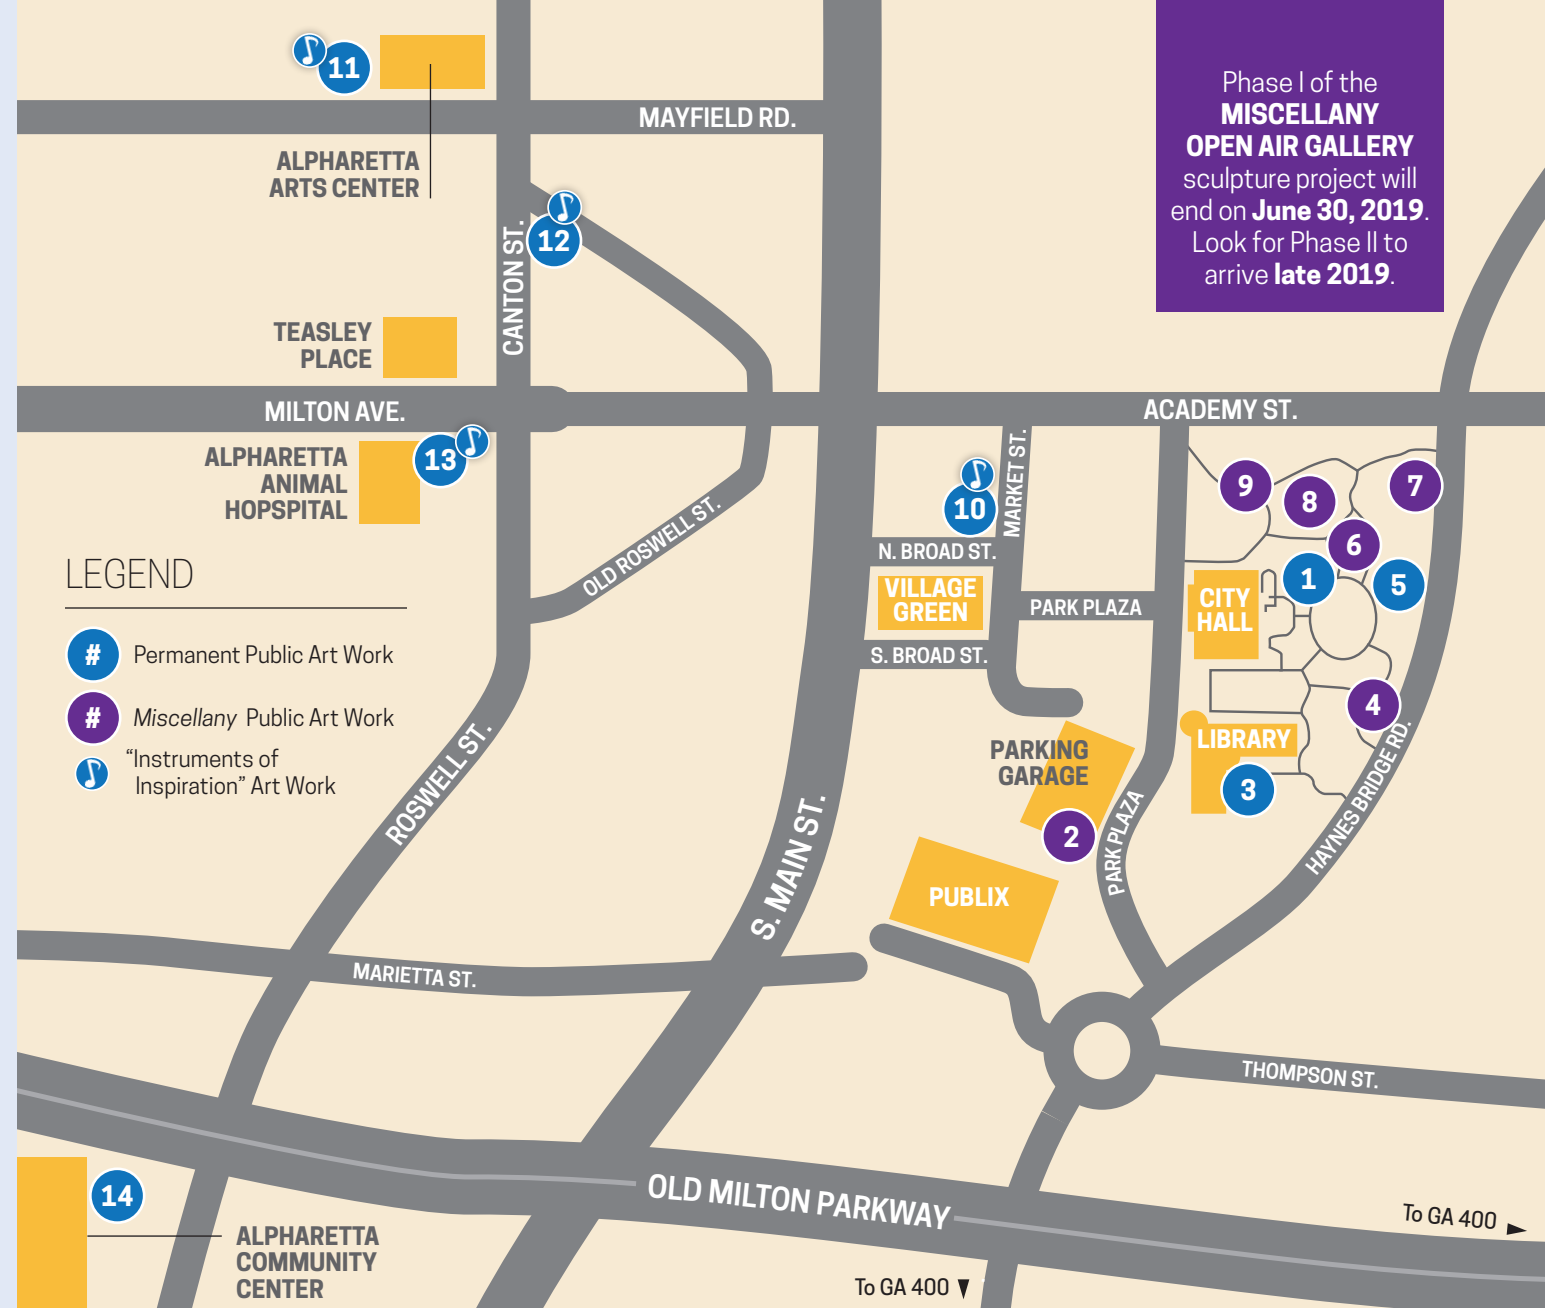 11
MAYFIELD RD.
ALPHARETTA
ARTS CENTER
Phase I of the
MISCELLANY
OPEN AIR GALLERY
sculpture project will
end on June 30, 2019.
Look for Phase II to
arrive late 2019.
12
CANTON ST.
TEASLEY
PLACE
MILTON AVE.
ACADEMY ST.
ALPHARETTA
ANIMAL
HOPSPITAL
13
10
MARKET ST.
9
8
7
6
1
5
N. BROAD ST.
VILLAGE
GREEN
PARK PLAZA
CITY
HALL
S. BROAD ST.
OLD ROSWELL ST.
LEGEND
# Permanent Public Art Work
# Miscellany Public Art Work
“Instruments of
Inspiration” Art Work
ROSWELL ST.
S. MAIN ST.
PARKING
GARAGE
2
PARK PLAZA
4
LIBRARY
3
HAYNES BRIDGE RD.
PUBLIX
MARIETTA ST.
THOMPSON ST.
OLD MILTON PARKWAY
14
ALPHARETTA
COMMUNITY
CENTER
To GA 400
To GA 400